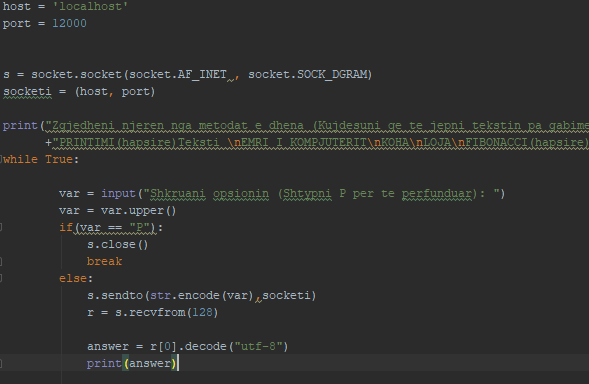 host = 'localhost'
port = 12000
s = socket.socket(socket.AF_INET , socket.SOCK_DGRAM)
socketi = (host, port)
print("Zgjedheni njeren nga metodat e dhena (Kujdesuni qe te jepni tekstin pa gabime
+"PRINTIMI(hapsire)Teksti \nEMRI I KOMPJUTERIT\nKOHA\nLOJA\nFIBONACCI(hapsire)
while True:
var = input("Shkruani opsionin (Shtypni P per te perfunduar): ")
var = var.upper()
if(var == "P"):
s.close()
break
else:
s.sendto(str.encode(var),socketi)
r = s.recvfrom(128)
answer = r[0].decode("utf-8")
print(answer)